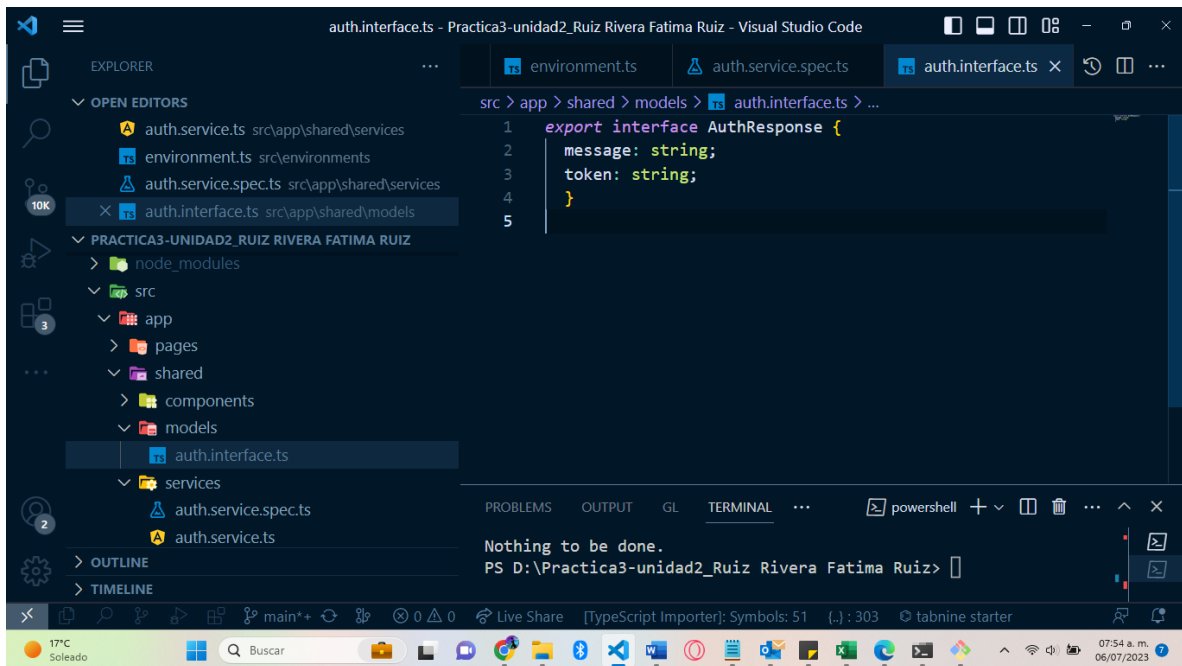 auth.interface.ts - Practica3-unidad2_Ruiz Rivera Fatima Ruiz - Visual Studio Code
EXPLORER
OPEN EDITORS
auth.service.ts src\app\shared\services
environment.ts src\environments
auth.service.spec.ts src\app\shared\services
auth.interface.ts src\app\shared\models
PRACTICA3-UNIDAD2_RUIZ RIVERA FATIMA RUIZ
node_modules
src
app
pages
shared
components
models
auth.interface.ts
services
auth.service.spec.ts
auth.service.ts
OUTLINE
TIMELINE
10K
3
2
TS environment.ts
auth.service.spec.ts
TS auth.interface.ts
src > app > shared > models > TS auth.interface.ts > ...
1 export interface AuthResponse {
2 message: string;
3 token: string;
4 }
5
PROBLEMS OUTPUT GL TERMINAL ... powershell
Nothing to be done.
PS D:\Practica3-unidad2_Ruiz Rivera Fatima Ruiz>
main*+ 0 0 Live Share [TypeScript Importer]: Symbols: 51 {..} : 303 tabnine starter
17°C
Soleado
Buscar
07:54 a. m.
06/07/2023
7